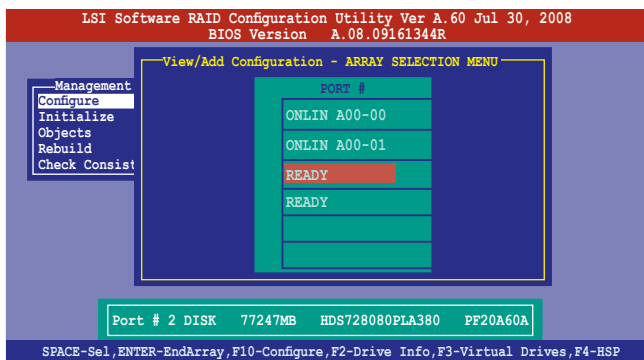 LSI Software RAID Configuration Utility Ver A.60 Jul 30, 2008
BIOS Version A.08.09161344R
View/Add Configuration - ARRAY SELECTION MENU
Management
Configure
Initialize
Objects
Rebuild
Check Consist
PORT #
ONLIN A00-00
ONLIN A00-01
READY
READY
Port # 2 DISK 77247MB HDS728080PLA380 PF20A60A
SPACE-Sel,ENTER-EndArray,F10-Configure,F2-Drive Info,F3-Virtual Drives,F4-HSP